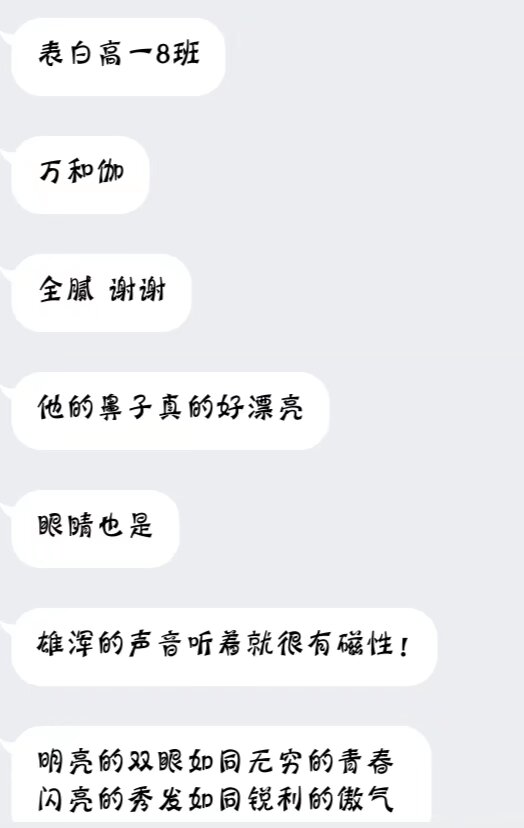 表白高一8班
万和伽
全腻 谢谢
他的鼻子真的好漂亮
眼睛也是
雄浑的声音听着就很有磁性！
明亮的双眼如同无穷的青春
闪亮的秀发如同锐利的傲气